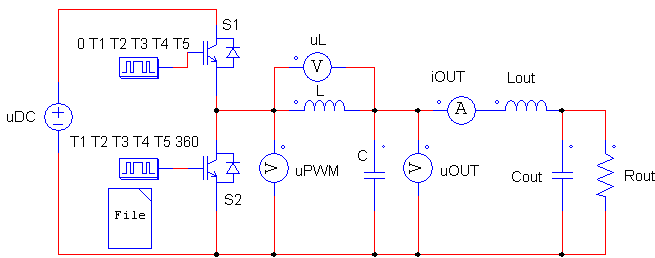 S1
uL
0 T1 T2 T3 T4 T5
V
iOUT
Lout
L
A
uDC
T1 T2 T3 T4 T5 360
V
uPWM
C
V
uOUT
Cout
Rout
S2
File